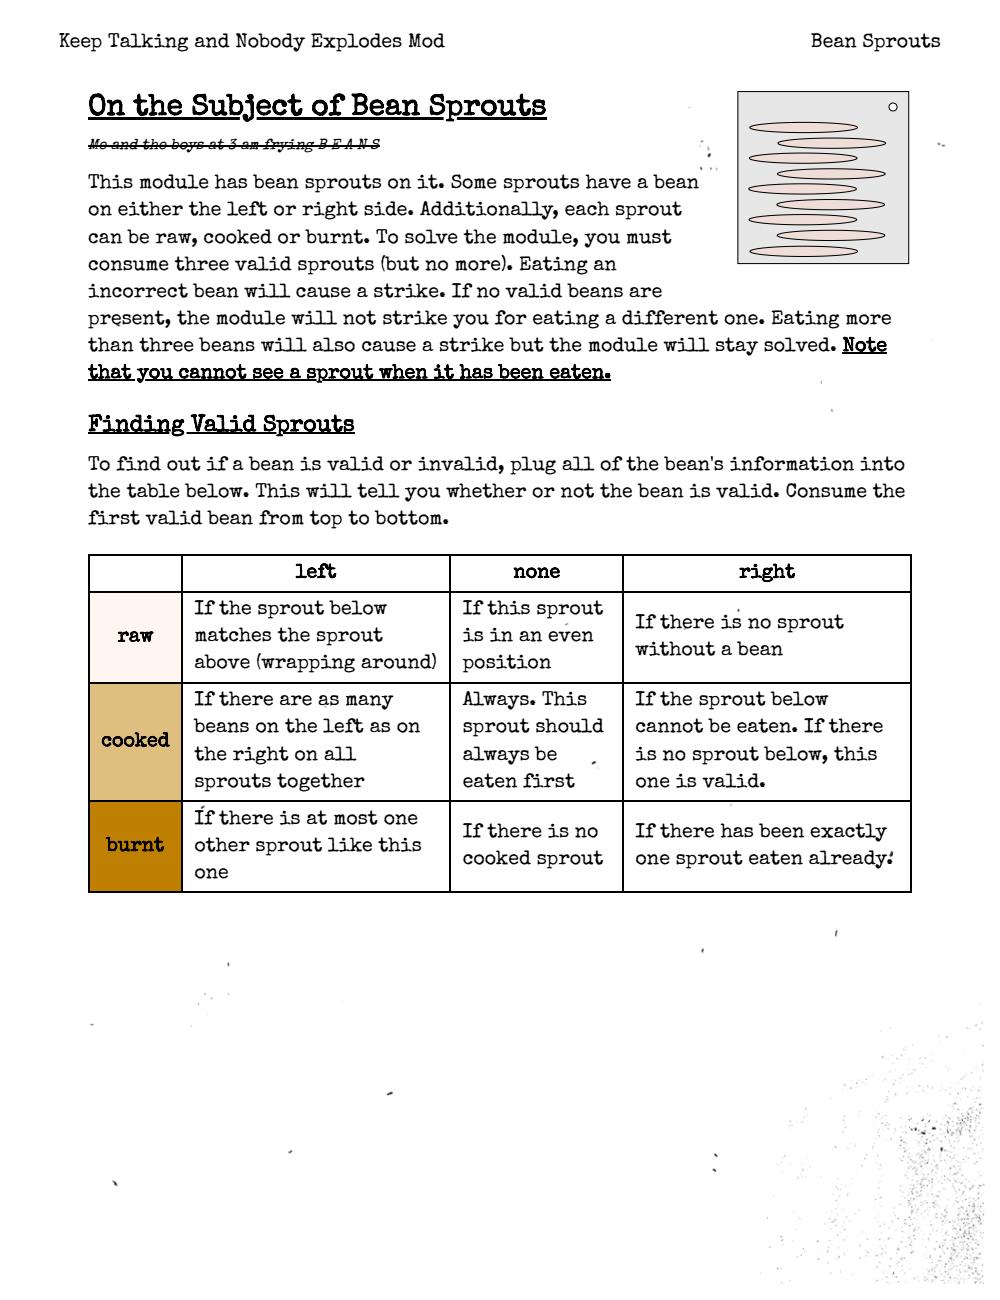 Keep Talking and Nobody Explodes Mod
Bean Sprouts
On the Subject of Bean Sprouts
Me and the boys at 3 am frying B E A N S
This module has bean sprouts on it. Some sprouts have a bean
on either the left or right side. Additionally, each sprout
can be raw, cooked or burnt. To solve the module, you must
consume three valid sprouts (but no more). Eating an
incorrect bean will cause a strike. If no valid beans are
present, the module will not strike you for eating a different one. Eating more
than three beans will also cause a strike but the module will stay solved. Note
that you cannot see a sprout when it has been eaten.
Finding Valid Sprouts
To find out if a bean is valid or invalid, plug all of the bean's information into
the table below. This will tell you whether or not the bean is valid. Consume the
first valid bean from top to bottom.
left
none
right
raw
If the sprout below
matches the sprout
above (wrapping around)
If this sprout
is in an even
position
If there is no sprout
without a bean
cooked
If there are as many
beans on the left as on
the right on all
sprouts together
Always. This
sprout should
always be
eaten first
If the sprout below
cannot be eaten. If there
is no sprout below, this
one is valid.
burnt
If there is at most one
other sprout like this
one
If there is no
cooked sprout
If there has been exactly
one sprout eaten already.